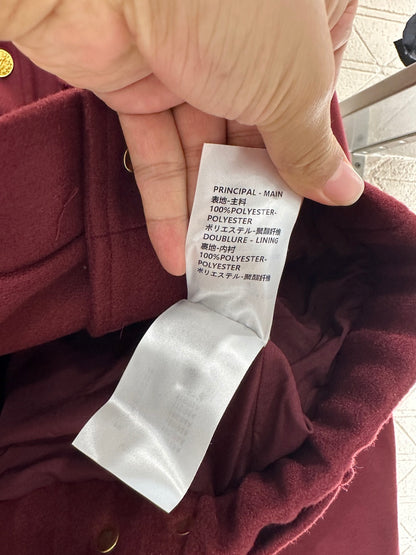 PRINCIPAL - MAIN
表地-主料
100%POLYESTER-
POLYESTER
ポリエステル-聚酯纤维
DOUBLURE - LINING
裏地-内衬
100%POLYESTER-
POLYESTER
ポリエステル-聚酯纤维